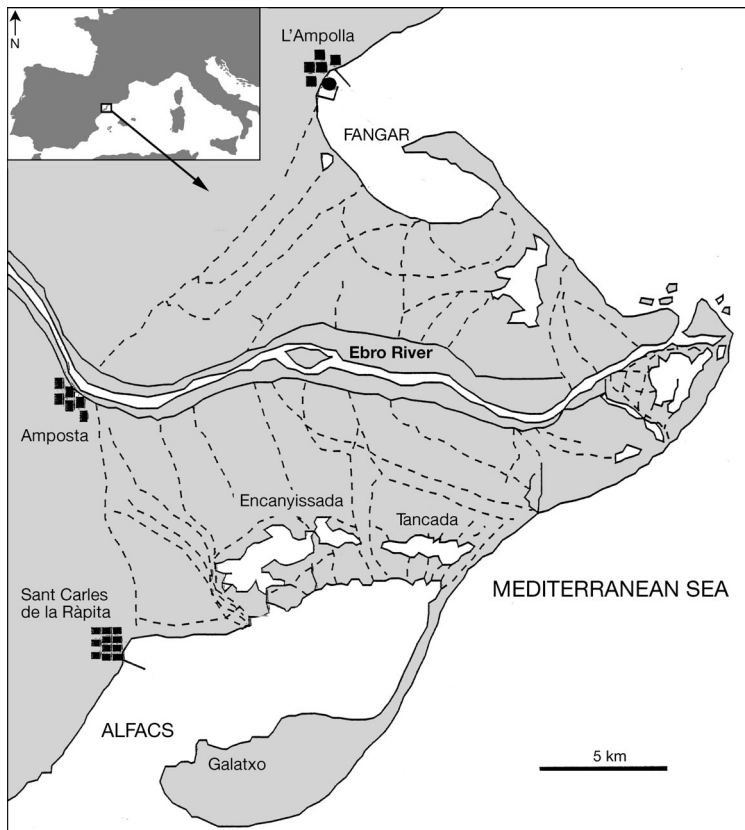 N
L'Ampolla
FANGAR
Ebro River
Amposta
Encanyissada
Tancada
MEDITERRANEAN SEA
Sant Carles
de la Ràpita
ALFACS
Galatxo
5 km